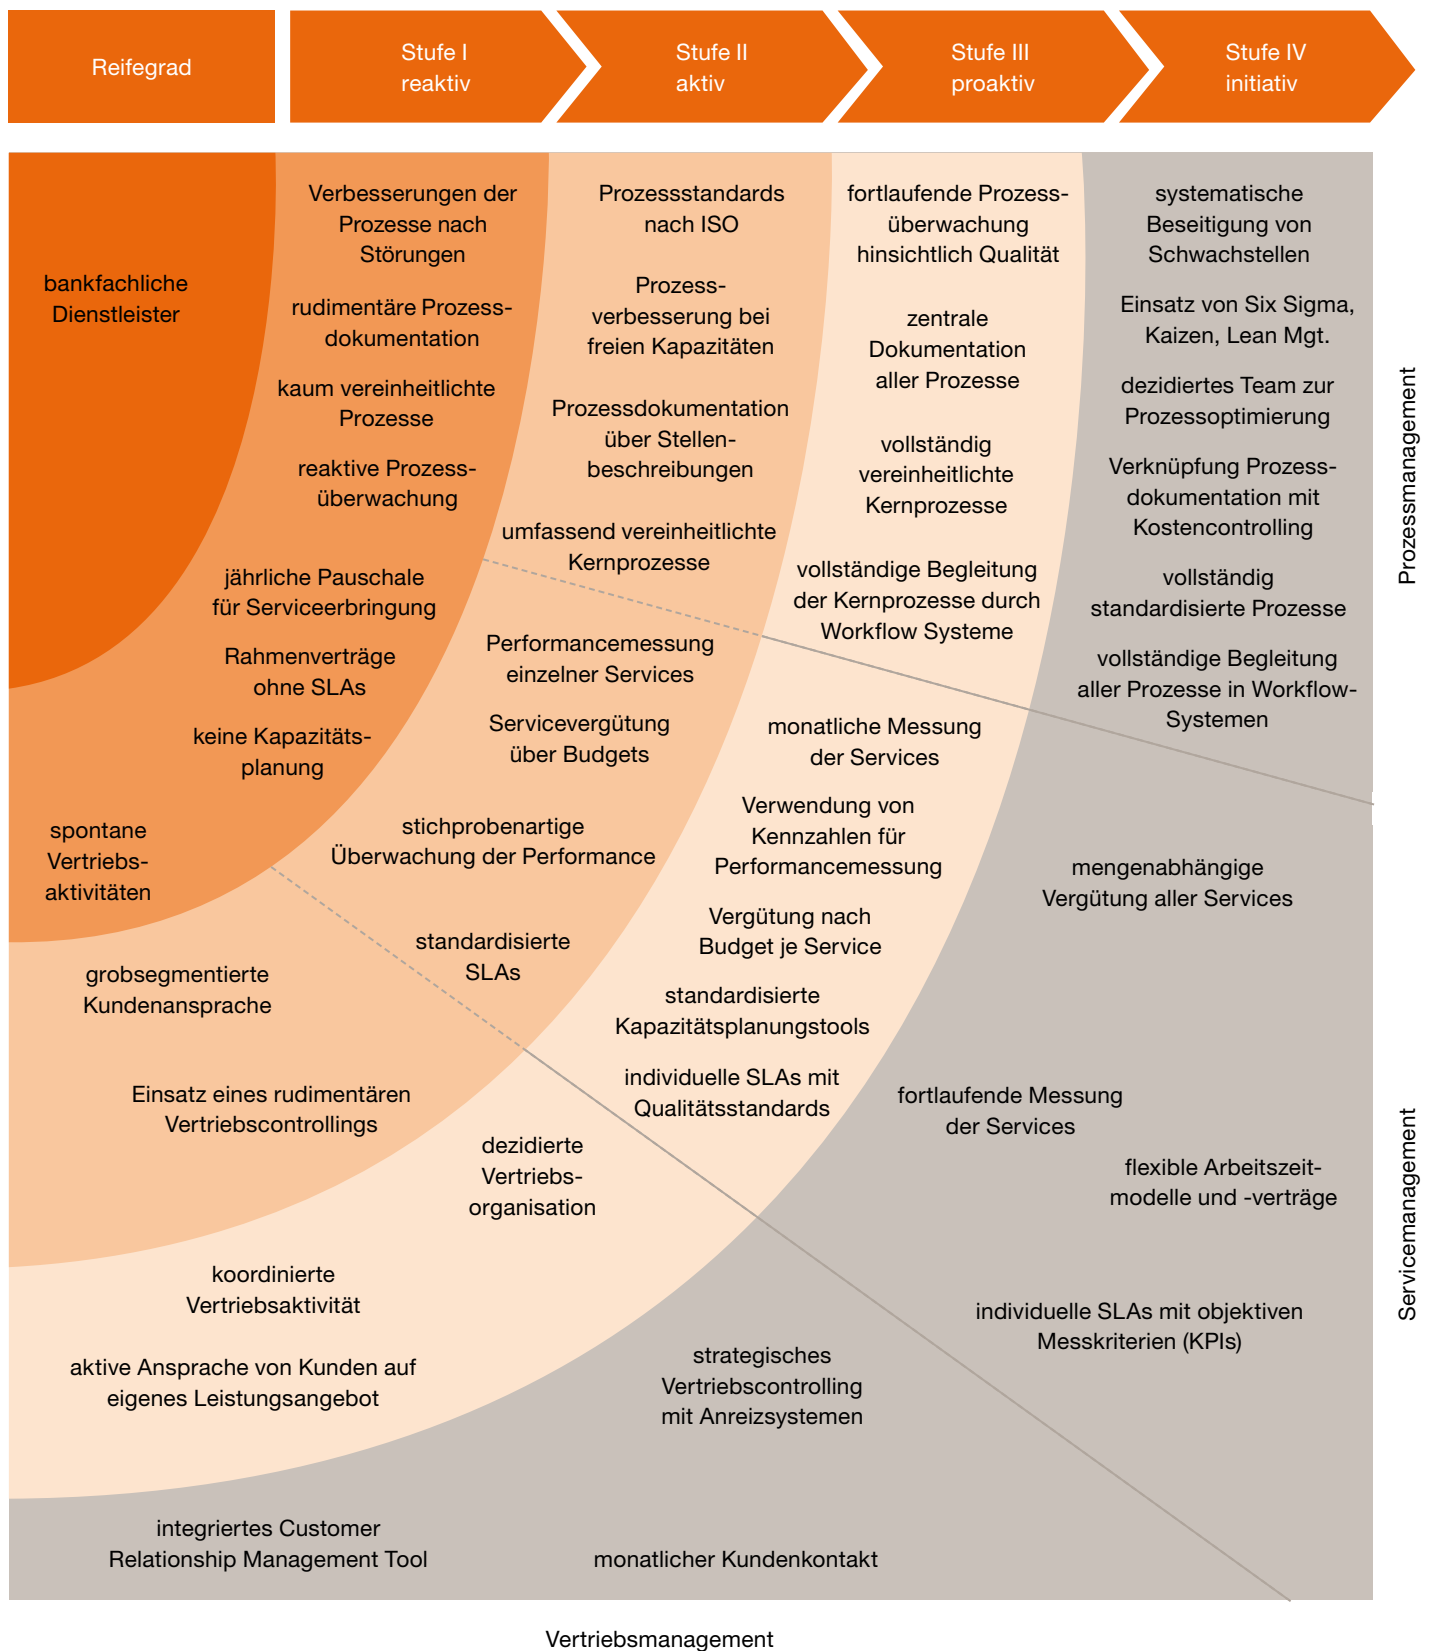 Reifegrad
Stufe I
reaktiv
Stufe II
aktiv
Stufe III
proaktiv
Stufe IV
initiativ
bankfachliche
Dienstleister
Verbesserungen der
Prozesse nach
Störungen
rudimentäre Prozess-
dokumentation
kaum vereinheitlichte
Prozesse
reaktive Prozess-
überwachung
jährliche Pauschale
für Serviceerbringung
Rahmenverträge
ohne SLAs
keine Kapazitäts-
planung
spontane
Vertriebs-
aktivitäten
Prozessstandards
nach ISO
Prozess-
verbesserung bei
freien Kapazitäten
Prozessdokumentation
über Stellen-
beschreibungen
umfassend vereinheitlichte
Kernprozesse
Performancemessung
einzelner Services
Servicevergütung
über Budgets
stichprobenartige
Überwachung der Performance
standardisierte
SLAs
grobsegmentierte
Kundenansprache
Einsatz eines rudimentären
Vertriebscontrollings
fortlaufende Prozess-
überwachung
hinsichtlich Qualität
zentrale
Dokumentation
aller Prozesse
vollständig
vereinheitlichte
Kernprozesse
vollständige Begleitung
der Kernprozesse durch
Workflow Systeme
monatliche Messung
der Services
Verwendung von
Kennzahlen für
Performancemessung
Vergütung nach
Budget je Service
standardisierte
Kapazitätsplanungstools
individuelle SLAs mit
Qualitätsstandards
dezidierte
Vertriebs-
organisation
koordinierte
Vertriebsaktivität
aktive Ansprache von Kunden auf
eigenes Leistungsangebot
systematische
Beseitigung von
Schwachstellen
Einsatz von Six Sigma,
Kaizen, Lean Mgt.
dezidiertes Team zur
Prozessoptimierung
Verknüpfung Prozess-
dokumentation mit
Kostencontrolling
vollständig
standardisierte Prozesse
vollständige Begleitung
aller Prozesse in Workflow-
Systemen
mengenabhängige
Vergütung aller Services
fortlaufende Messung
der Services
flexible Arbeitszeit-
modelle und -verträge
individuelle SLAs mit objektiven
Messkriterien (KPIs)
strategisches
Vertriebscontrolling
mit Anreizsystemen
integriertes Customer
Relationship Management Tool
monatlicher Kundenkontakt
Prozessmanagement
Servicemanagement
Vertriebsmanagement